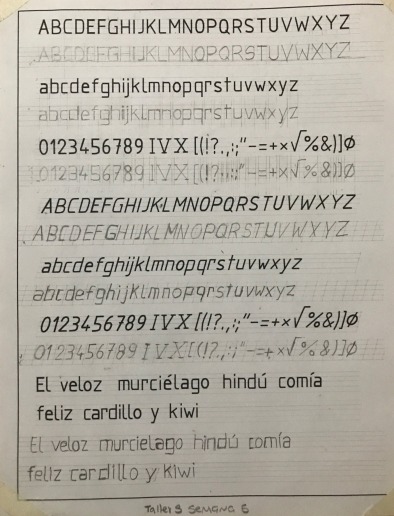 ABCDEFGHIJKLMNOPQRSTUVWXYZ
ABCDEFGHIJKLMNOPQRSTUVWXYZ
abcdefghijklmnopqrstuvwxyz
abcdefghijklmnopqrstuvwxyz
0123456789 IVX [(!?.,:;"-=+×√%&)]ø
0123456789 IVX [(!?.,:;"-=+×√%&)]ø
ABCDEFGHIJKLMNOPQRSTUVWXYZ
ABCDEFGHIJKLMNOPQRSTUVWXYZ
abcdefghijklmnopqrstuvwxyz
abcdefghijklmnopqrstuvwxyz
0123456789 IVX [(!?.,:;"-=+×√%&)]ø
0123456789 IVX [(!?.,:;"-=+×√%&)]ø
El veloz murciélago hindú comía
feliz cardillo y kiwi
El veloz murcielago hindú comía
feliz cardillo y kiwi
Taller 3 SEMANA 6